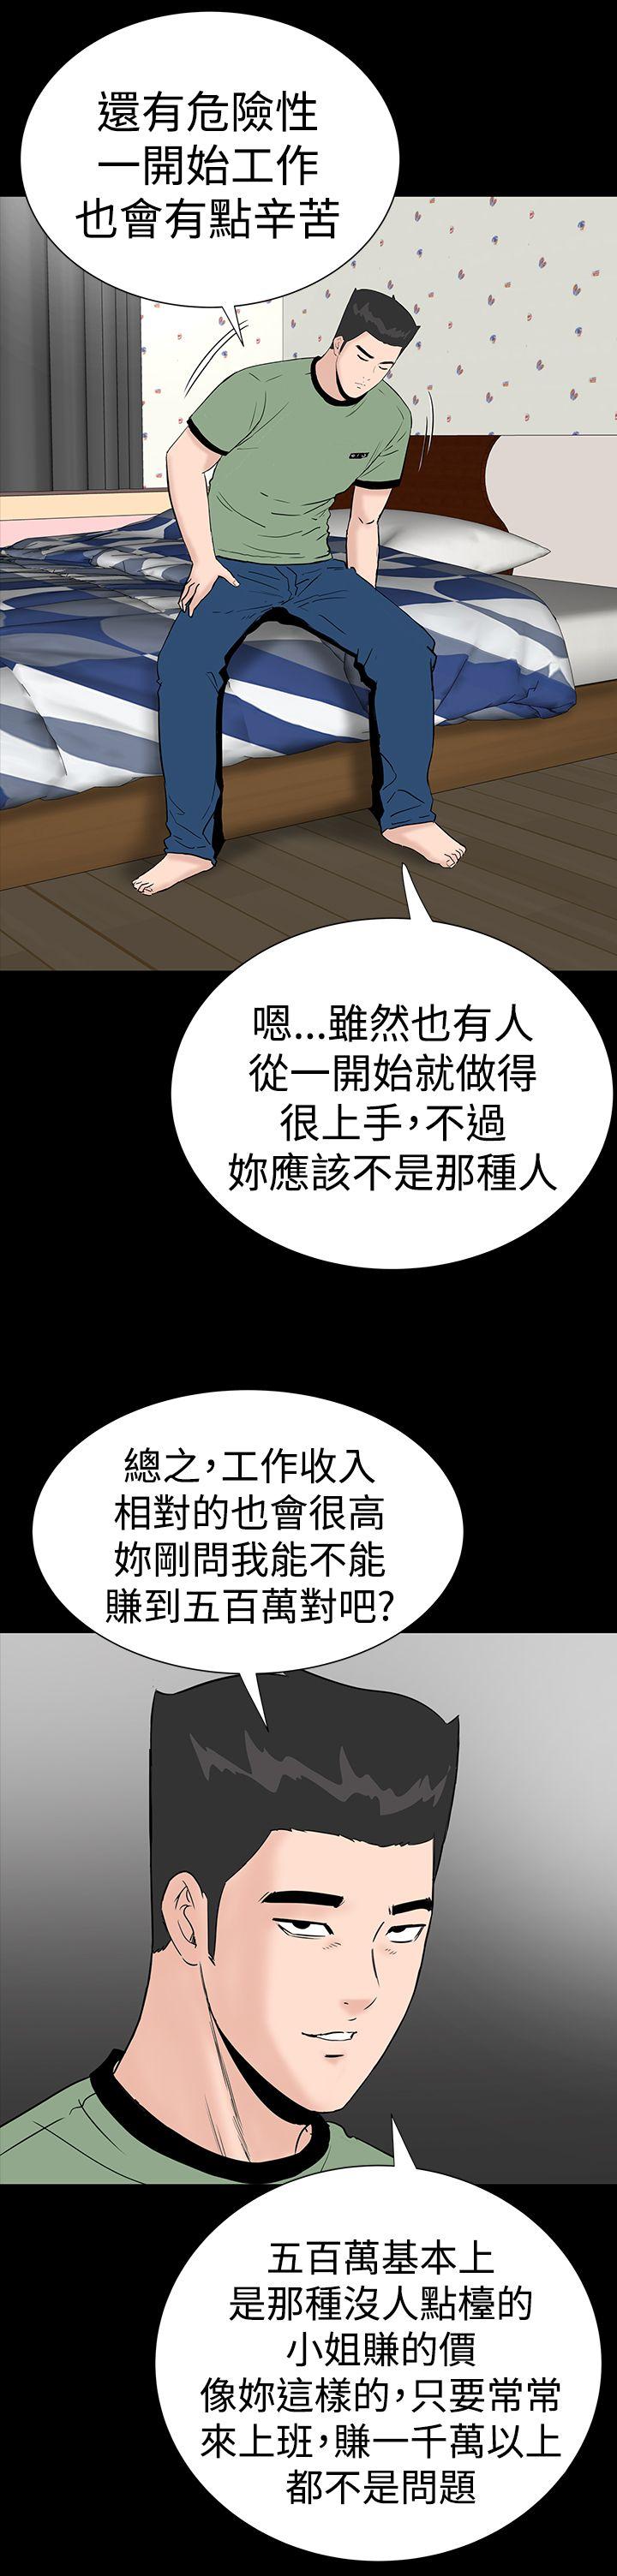 還有危險性
一開始工作
也會有點辛苦
嗯...雖然也有人
從一開始就做得
很上手，不過
妳應該不是那種人
總之，工作收入
相對的也會很高
妳剛問我能不能
賺到五百萬對吧?
五百萬基本上
是那種沒人點檯的
小姐賺的價
像妳這樣的，只要常常
來上班，賺一千萬以上
都不是問題